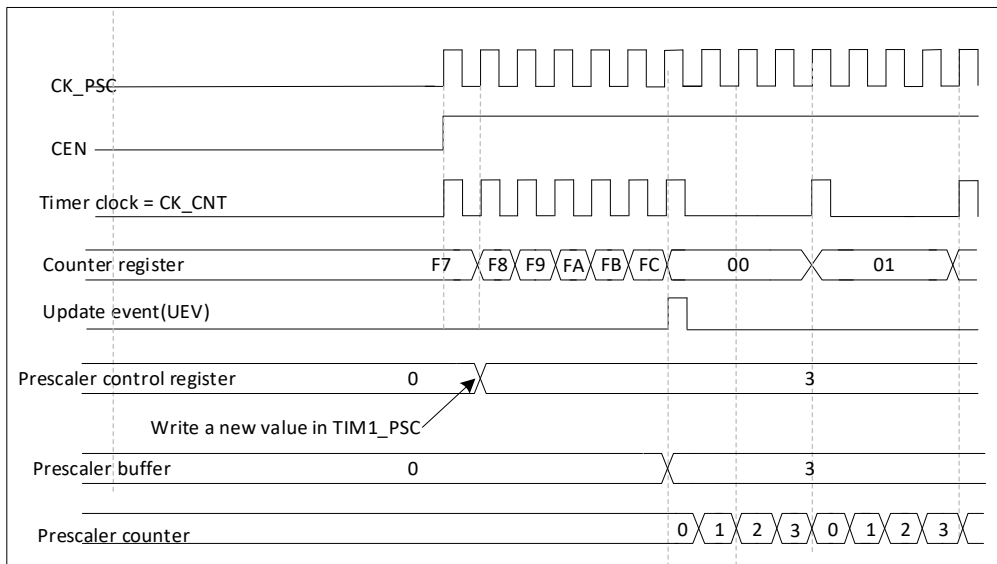 CK_PSC
CEN
Timer clock = CK_CNT
Counter register F7 F8 F9 FA FB FC 00 01
Update event(UEV)
Prescaler control register 0 3
Write a new value in TIM1_PSC
Prescaler buffer 0 3
Prescaler counter 0 1 2 3 0 1 2 3